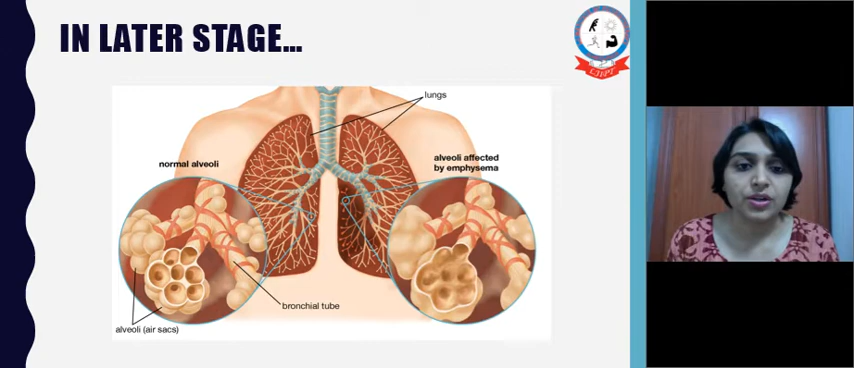 IN LATER STAGE...
lungs
normal alveoli
alveoli affected
by emphysema
bronchial tube
alveoli (air sacs)